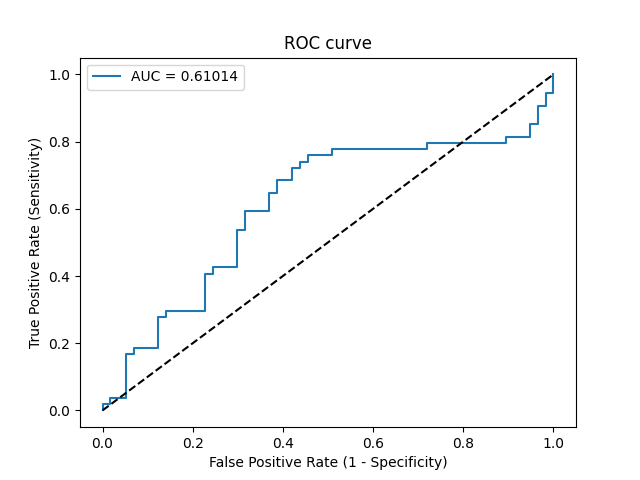 ROC curve
AUC = 0.61014
1.0
0.8
0.6
0.4
0.2
0.0
True Positive Rate (Sensitivity)
0.0 0.2 0.4 0.6 0.8 1.0
False Positive Rate (1 - Specificity)